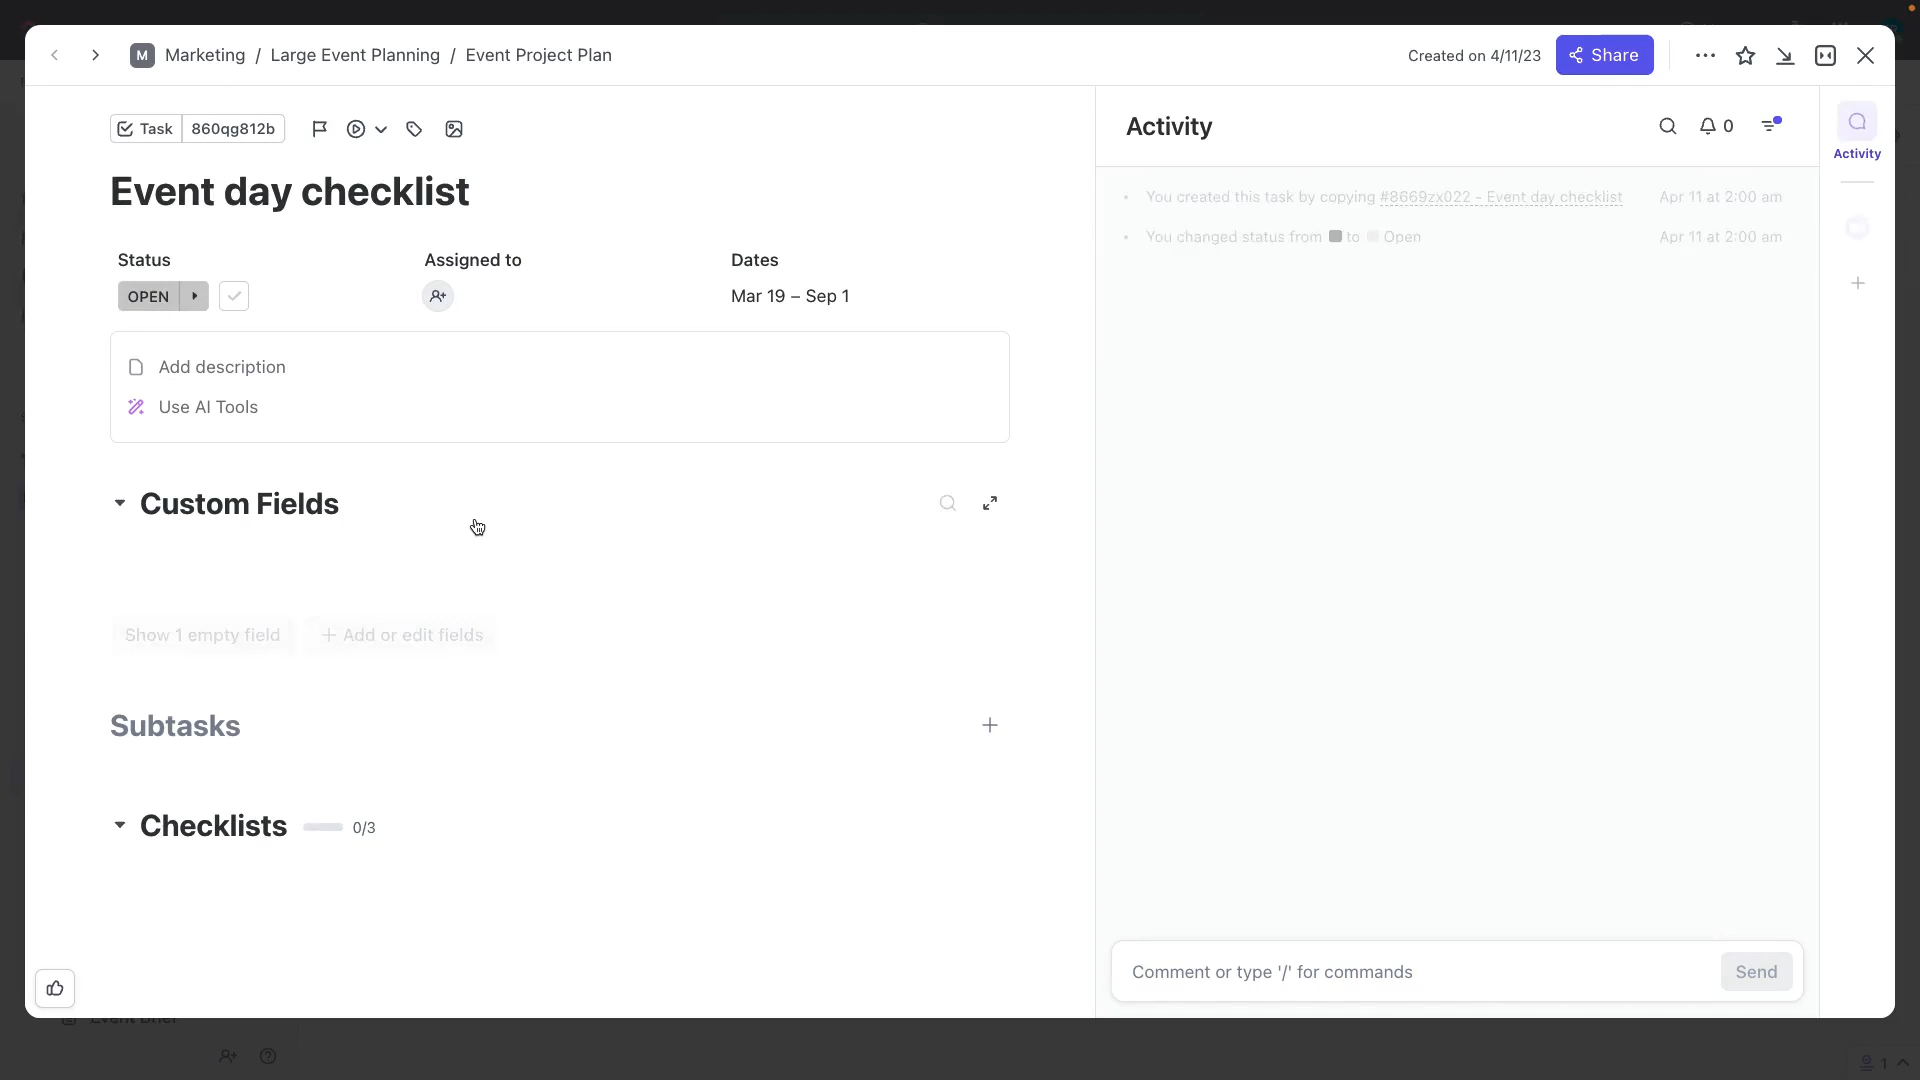 M Marketing / Large Event Planning / Event Project Plan
Created on 4/11/23
Share
Task 860qg812b
Event day checklist
Status
Assigned to
Dates
OPEN
Mar 19 – Sep 1
Add description
Use AI Tools
Custom Fields
Show 1 empty field
+ Add or edit fields
Subtasks
Checklists 0/3
Activity
0
You created this task by copying #8669zx022 - Event day checklist Apr 11 at 2:00 am
You changed status from to Open Apr 11 at 2:00 am
Comment or type '/' for commands
Send
Activity
Event Brief
1